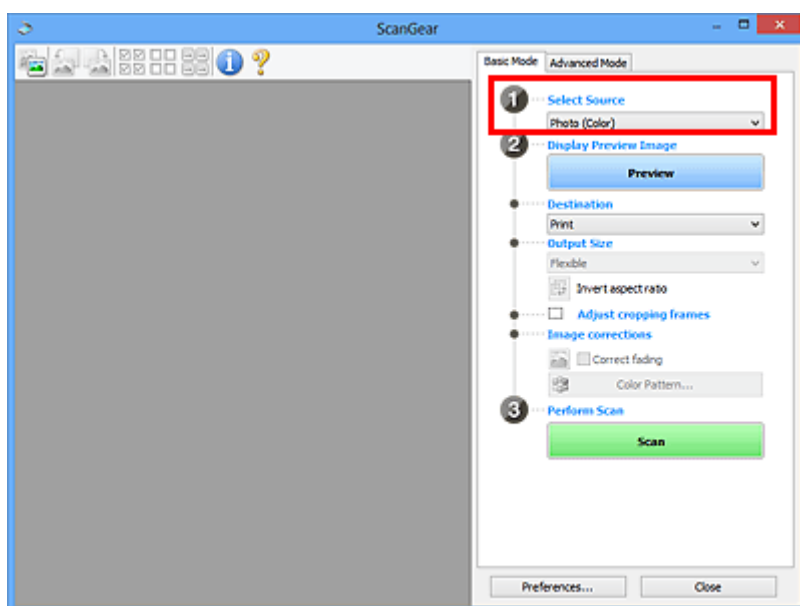 ScanGear
Basic Mode Advanced Mode
1 Select Source
Photo (Color)
2 Display Preview Image
Preview
Destination
Print
Output Size
Flexible
Invert aspect ratio
Adjust cropping frames
Image corrections
Correct fading
Color Pattern...
3 Perform Scan
Scan
Preferences... Close